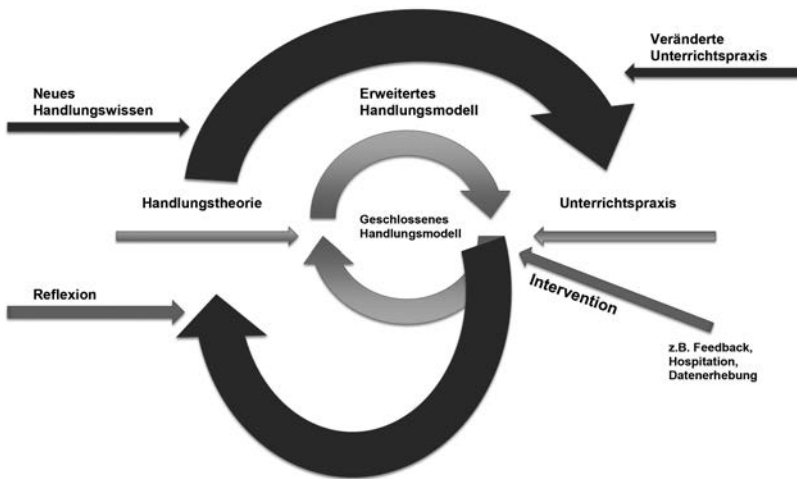 Veränderte
Unterrichtspraxis
Neues
Handlungswissen
Erweitertes
Handlungsmodell
Handlungstheorie
Geschlossenes
Handlungsmodell
Unterrichtspraxis
Reflexion
Intervention
z.B. Feedback,
Hospitation,
Datenerhebung